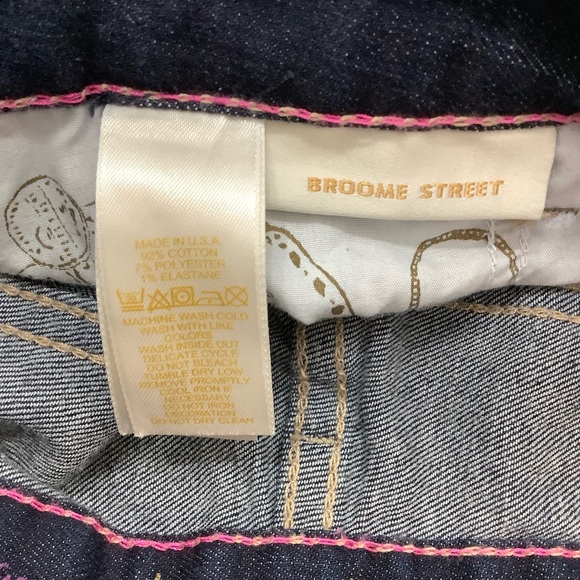 BROOME STREET
MADE IN U.S.A.
92% COTTON
7% POLYESTER
1% ELASTANE
MACHINE WASH COLD
WASH WITH LIKE
COLORS
WASH INSIDE OUT
DELICATE CYCLE
DO NOT BLEACH
TUMBLE DRY LOW
REMOVE PROMPTLY
COOL IRON IF
NECESSARY
DO NOT IRON
DECORATION
DO NOT DRY CLEAN